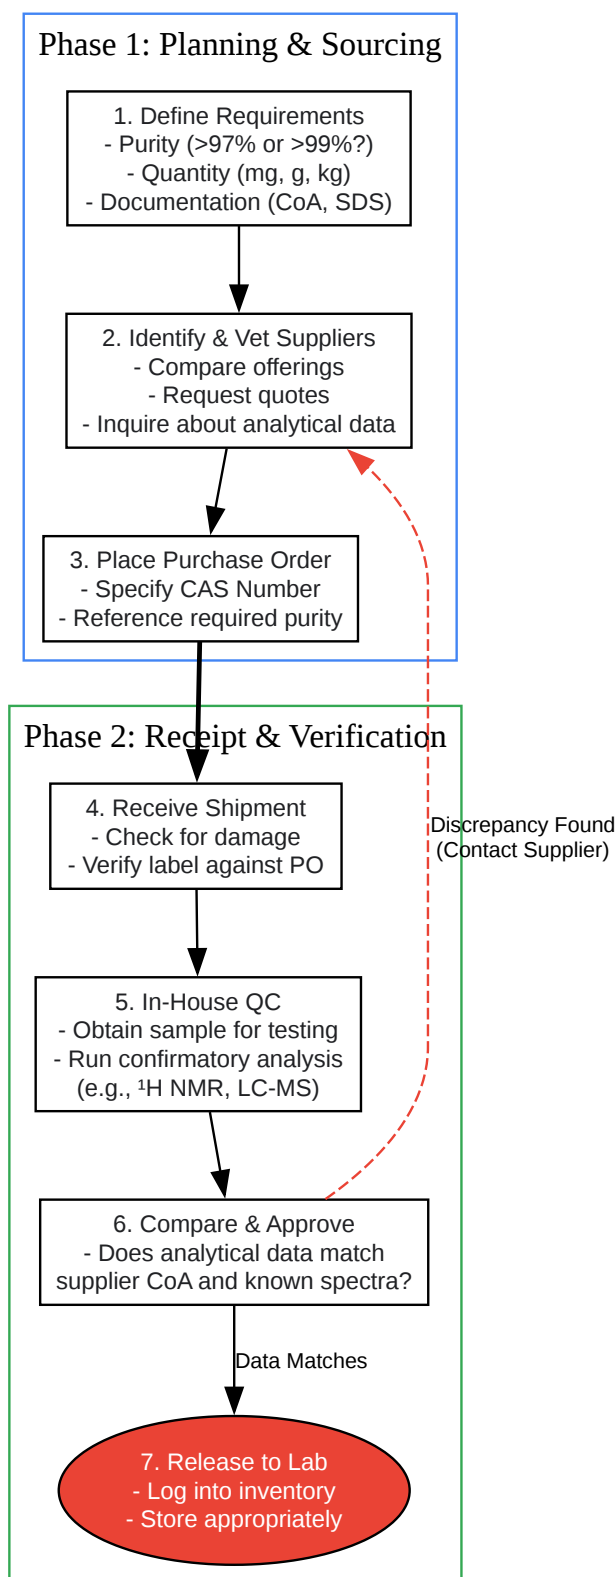 Phase 1: Planning & Sourcing
1. Define Requirements
- Purity (>97% or >99%?)
- Quantity (mg, g, kg)
- Documentation (CoA, SDS)
2. Identify & Vet Suppliers
- Compare offerings
- Request quotes
- Inquire about analytical data
3. Place Purchase Order
- Specify CAS Number
- Reference required purity
Phase 2: Receipt & Verification
4. Receive Shipment
- Check for damage
- Verify label against PO
Discrepancy Found
(Contact Supplier)
5. In-House QC
- Obtain sample for testing
- Run confirmatory analysis
(e.g., ¹H NMR, LC-MS)
6. Compare & Approve
- Does analytical data match
supplier CoA and known spectra?
Data Matches
7. Release to Lab
- Log into inventory
- Store appropriately